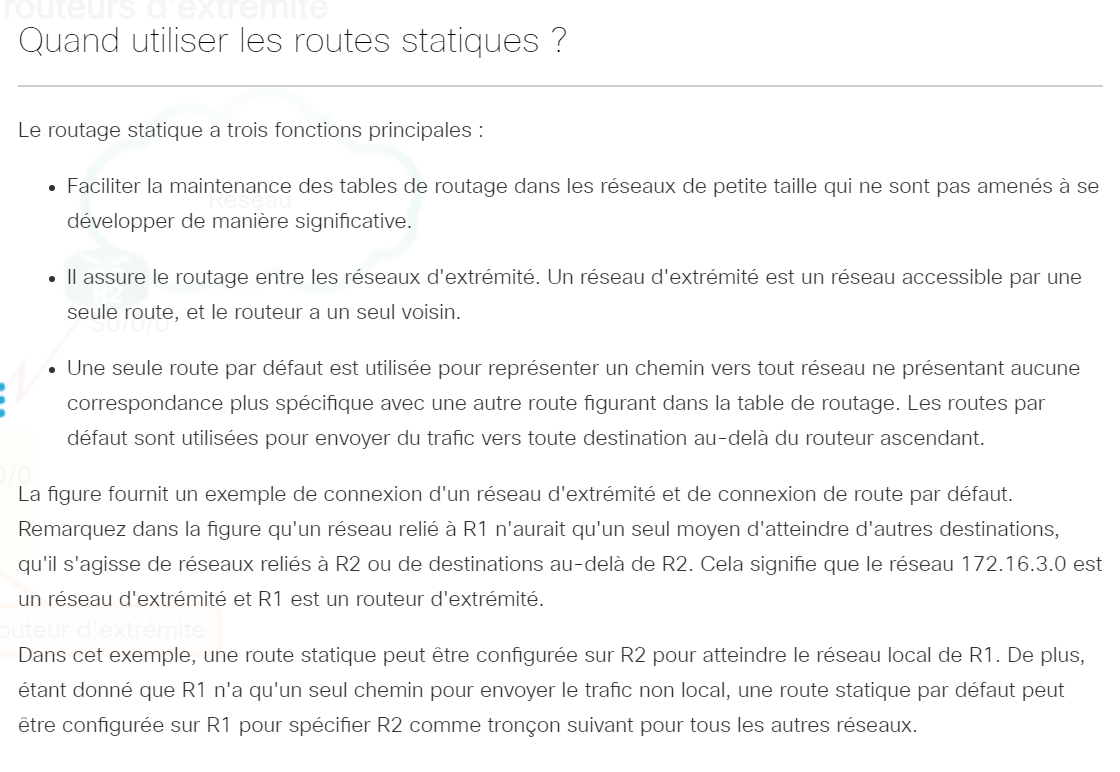 routeurs d'extrémité
Quand utiliser les routes statiques ?
Le routage statique a trois fonctions principales :
• Faciliter la maintenance des tables de routage dans les réseaux de petite taille qui ne sont pas amenés à se
développer de manière significative.
Réseau
• Il assure le routage entre les réseaux d'extrémité. Un réseau d'extrémité est un réseau accessible par une
seule route, et le routeur a un seul voisin.
R2
S0/0/0
• Une seule route par défaut est utilisée pour représenter un chemin vers tout réseau ne présentant aucune
correspondance plus spécifique avec une autre route figurant dans la table de routage. Les routes par
défaut sont utilisées pour envoyer du trafic vers toute destination au-delà du routeur ascendant.
0/0
La figure fournit un exemple de connexion d'un réseau d'extrémité et de connexion de route par défaut.
Remarquez dans la figure qu'un réseau relié à R1 n'aurait qu'un seul moyen d'atteindre d'autres destinations,
qu'il s'agisse de réseaux reliés à R2 ou de destinations au-delà de R2. Cela signifie que le réseau 172.16.3.0 est
un réseau d'extrémité et R1 est un routeur d'extrémité.
outeur d'extrémité
Dans cet exemple, une route statique peut être configurée sur R2 pour atteindre le réseau local de R1. De plus,
étant donné que R1 n'a qu'un seul chemin pour envoyer le trafic non local, une route statique par défaut peut
être configurée sur R1 pour spécifier R2 comme tronçon suivant pour tous les autres réseaux.